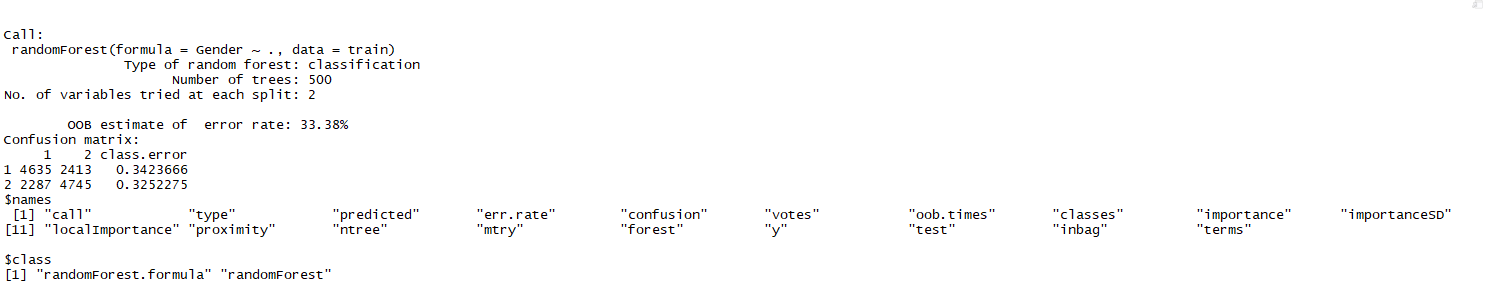 Call:
 randomForest(formula = Gender ~ ., data = train)
               Type of random forest: classification
                     Number of trees: 500
No. of variables tried at each split: 2
        OOB estimate of  error rate: 33.38%
Confusion matrix:
     1    2 class.error
1 4635 2413   0.3423666
2 2287 4745   0.3252275
$names
 [1] "call"            "type"            "predicted"       "err.rate"        "confusion"       "votes"           "oob.times"       "classes"         "importance"      "importanceSD"
[11] "localImportance" "proximity"       "ntree"           "mtry"            "forest"          "y"               "test"            "inbag"           "terms"
$class
[1] "randomForest.formula" "randomForest"